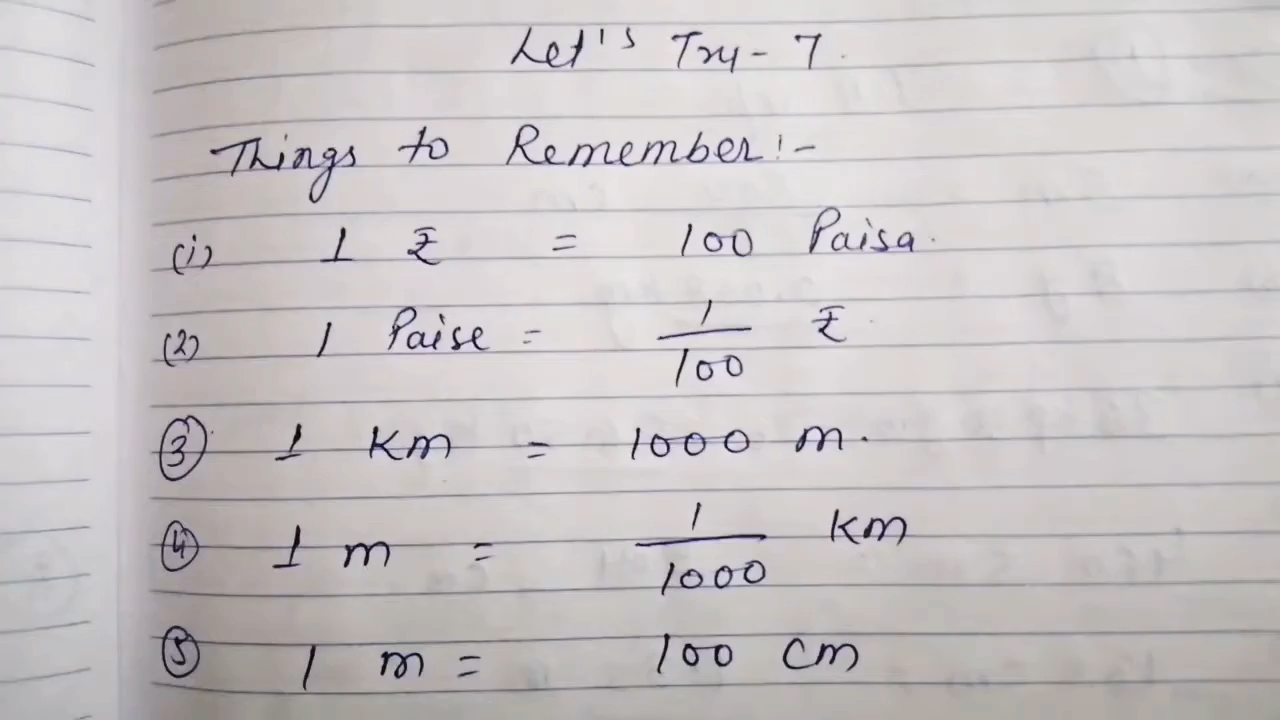 Let's Try - 7.
Things to Remember:-
(1) 1 ₹ = 100 Paisa.
(2) 1 Paise = 1/100 ₹
③ 1 Km = 1000 m.
④ 1 m = 1/1000 Km
⑤ 1 m = 100 cm